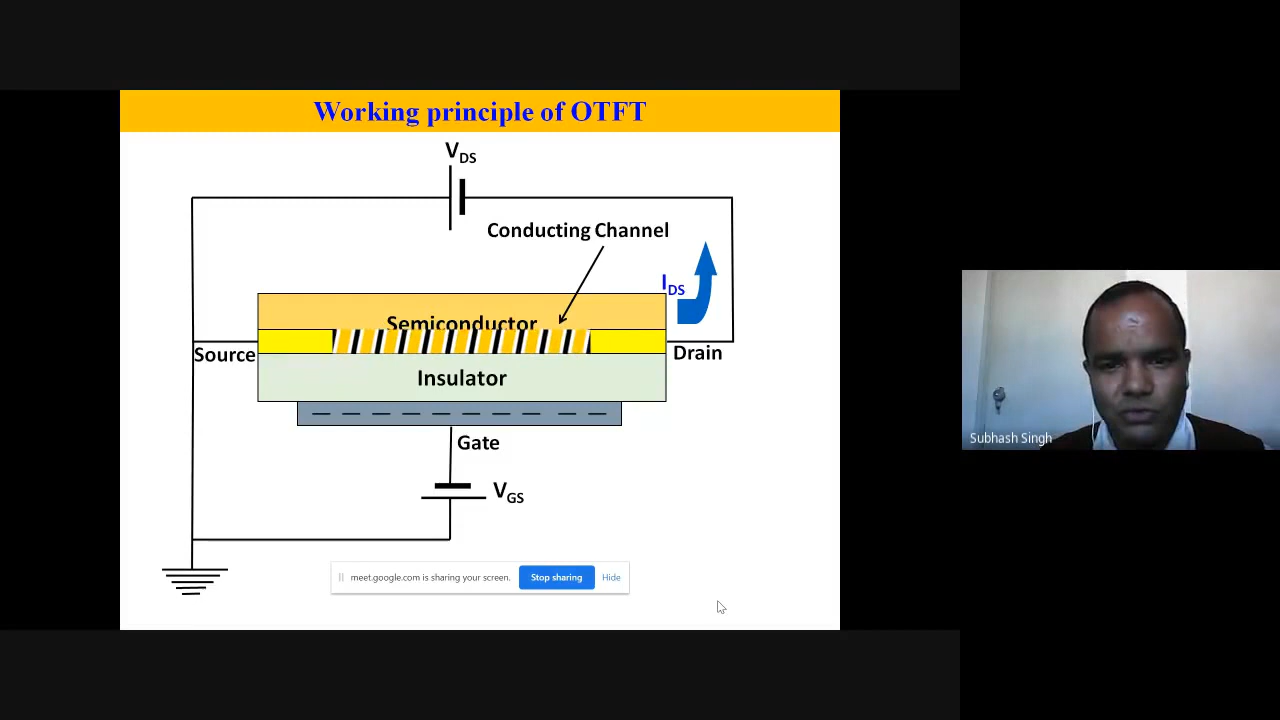 Working principle of OTFT
VDS
Conducting Channel
IDS
Semiconductor
Source
Drain
Insulator
Gate
VGS
meet.google.com is sharing your screen.
Stop sharing
Hide
Subhash Singh